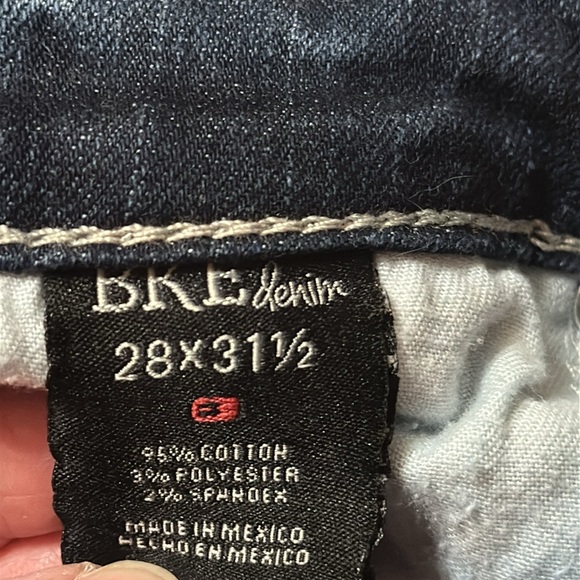 BKE denim
28X31½
95% COTTON
3% POLYESTER
2% SPANDEX
MADE IN MEXICO
HECHO EN MEXICO